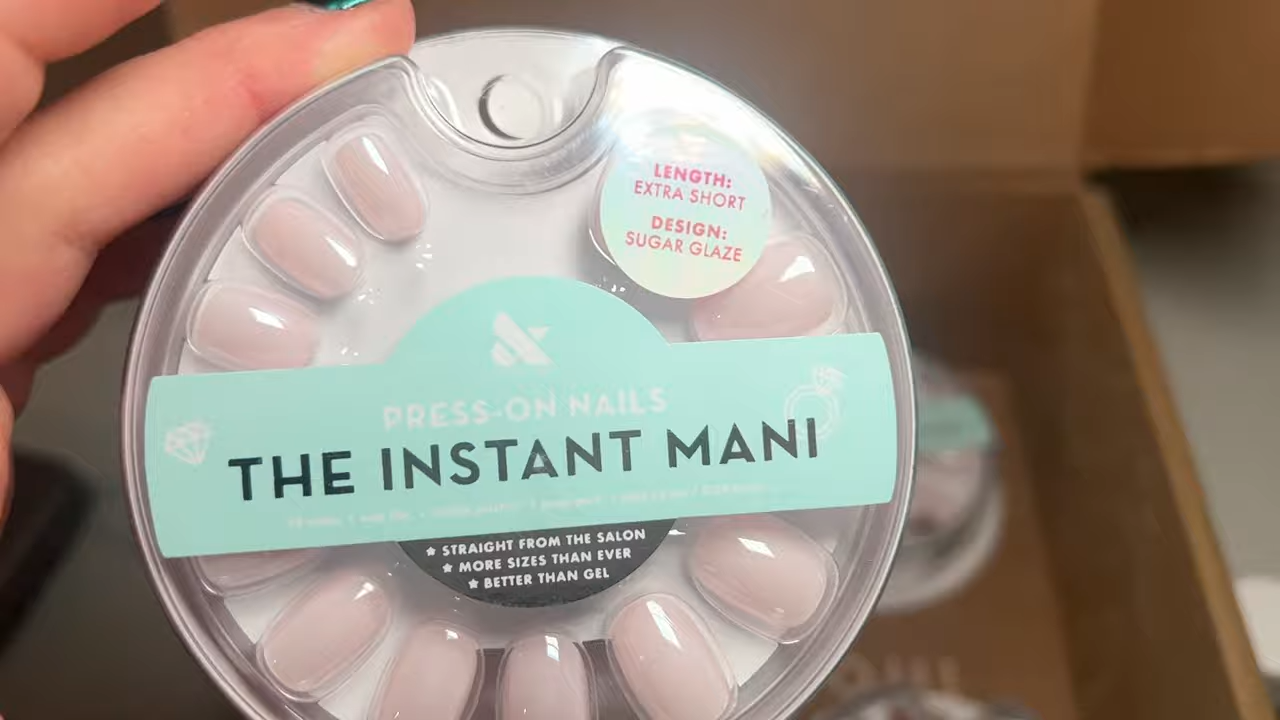 LENGTH:
EXTRA SHORT
DESIGN:
SUGAR GLAZE
PRESS-ON NAILS
THE INSTANT MANI
STRAIGHT FROM THE SALON
MORE SIZES THAN EVER
BETTER THAN GEL